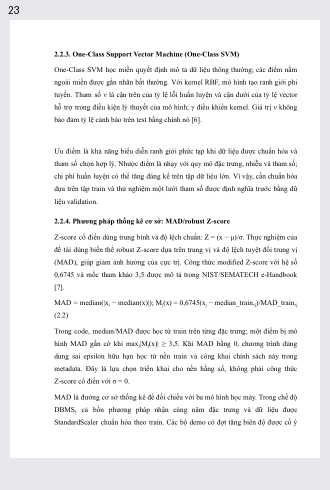 23
2.2.3. One-Class Support Vector Machine (One-Class SVM)
One-Class SVM học miền quyết định mô tả dữ liệu thông thường; các điểm nằm
ngoài miền được gắn nhãn bất thường. Với kernel RBF, mô hình tạo ranh giới phi
tuyến. Tham số ν là cận trên của tỷ lệ lỗi huấn luyện và cận dưới của tỷ lệ vector
hỗ trợ trong điều kiện lý thuyết của mô hình; γ điều khiển kernel. Giá trị ν không
bảo đảm tỷ lệ cảnh báo trên test bằng chính nó [6].
Ưu điểm là khả năng biểu diễn ranh giới phức tạp khi dữ liệu được chuẩn hóa và
tham số chọn hợp lý. Nhược điểm là nhạy với quy mô đặc trưng, nhiễu và tham số;
chi phí huấn luyện có thể tăng đáng kể trên tập dữ liệu lớn. Vì vậy, cần chuẩn hóa
dựa trên tập train và thử nghiệm một lưới tham số được định nghĩa trước bằng dữ
liệu validation.
2.2.4. Phương pháp thống kê cơ sở: MAD/robust Z-score
Z-score cổ điển dùng trung bình và độ lệch chuẩn: Z = (x − μ)/σ. Thực nghiệm của
đề tài dùng biến thể robust Z-score dựa trên trung vị và độ lệch tuyệt đối trung vị
(MAD), giúp giảm ảnh hưởng của cực trị. Công thức modified Z-score với hệ số
0,6745 và mốc tham khảo 3,5 được mô tả trong NIST/SEMATECH e-Handbook
[7].
MAD = median(|xᵢ − median(x)|); Mⱼ(x) = 0,6745(xⱼ − median_train,ⱼ)/MAD_train,ⱼ
(2.2)
Trong code, median/MAD được học từ train trên từng đặc trưng; một điểm bị mô
hình MAD gắn cờ khi maxⱼ|Mⱼ(x)| ≥ 3,5. Khi MAD bằng 0, chương trình dùng
dung sai epsilon hữu hạn học từ nền train và công khai chính sách này trong
metadata. Đây là lựa chọn triển khai cho nền hằng số, không phải công thức
Z-score cổ điển với σ = 0.
MAD là đường cơ sở thống kê để đối chiếu với ba mô hình học máy. Trong chế độ
DBMS, cả bốn phương pháp nhận cùng năm đặc trưng và dữ liệu được
StandardScaler chuẩn hóa theo train. Các bộ demo có đợt tăng biên độ được cố ý